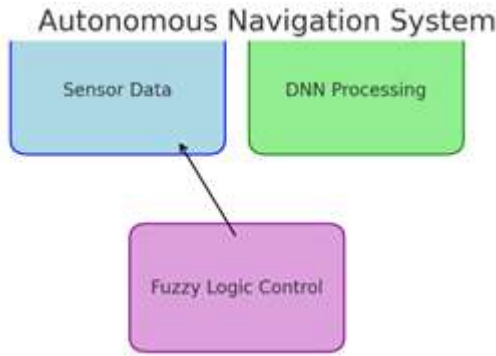 Autonomous Navigation System
Sensor Data
DNN Processing
Fuzzy Logic Control